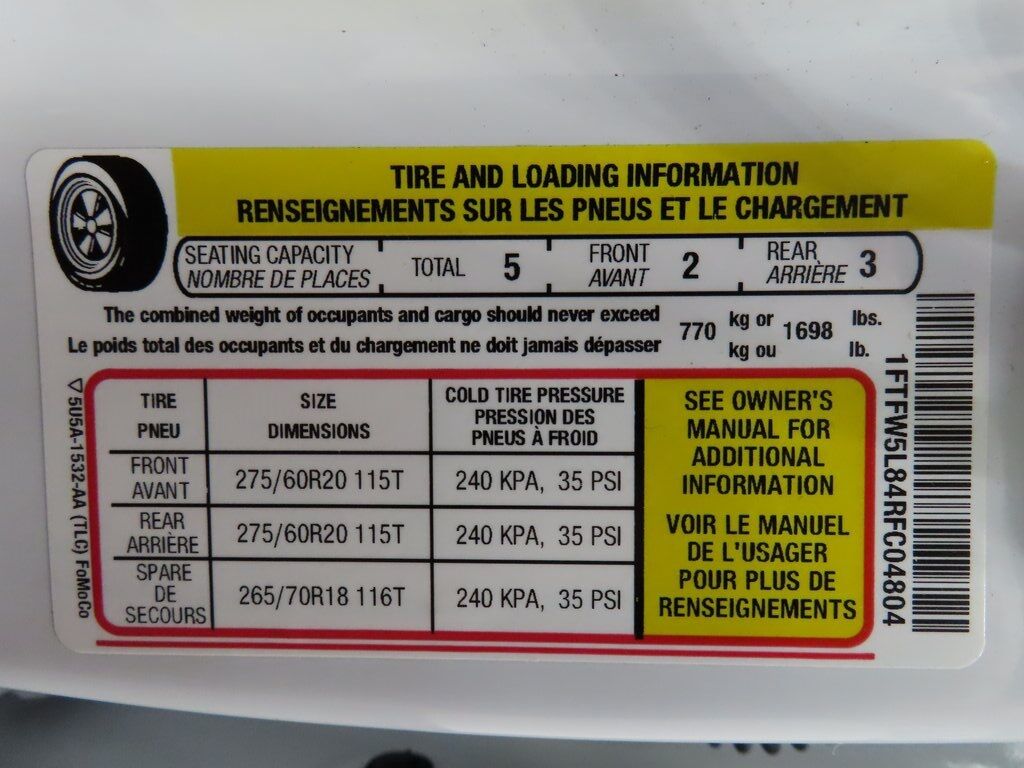 TIRE AND LOADING INFORMATION
RENSEIGNEMENTS SUR LES PNEUS ET LE CHARGEMENT
SEATING CAPACITY TOTAL 5 FRONT 2 REAR 3
NOMBRE DE PLACES AVANT ARRIÈRE
The combined weight of occupants and cargo should never exceed 770 kg or 1698 lbs.
Le poids total des occupants et du chargement ne doit jamais dépasser kg ou lb.
TIRE SIZE COLD TIRE PRESSURE
PNEU DIMENSIONS PRESSION DES
PNEUS À FROID
FRONT
AVANT 275/60R20 115T 240 KPA, 35 PSI
REAR
ARRIÈRE 275/60R20 115T 240 KPA, 35 PSI
SPARE
DE
SECOURS 265/70R18 116T 240 KPA, 35 PSI
SEE OWNER'S
MANUAL FOR
ADDITIONAL
INFORMATION
VOIR LE MANUEL
DE L'USAGER
POUR PLUS DE
RENSEIGNEMENTS
1FTFW5L84RFC04804
5U5A-1532-AA (TLC) FoMoCo